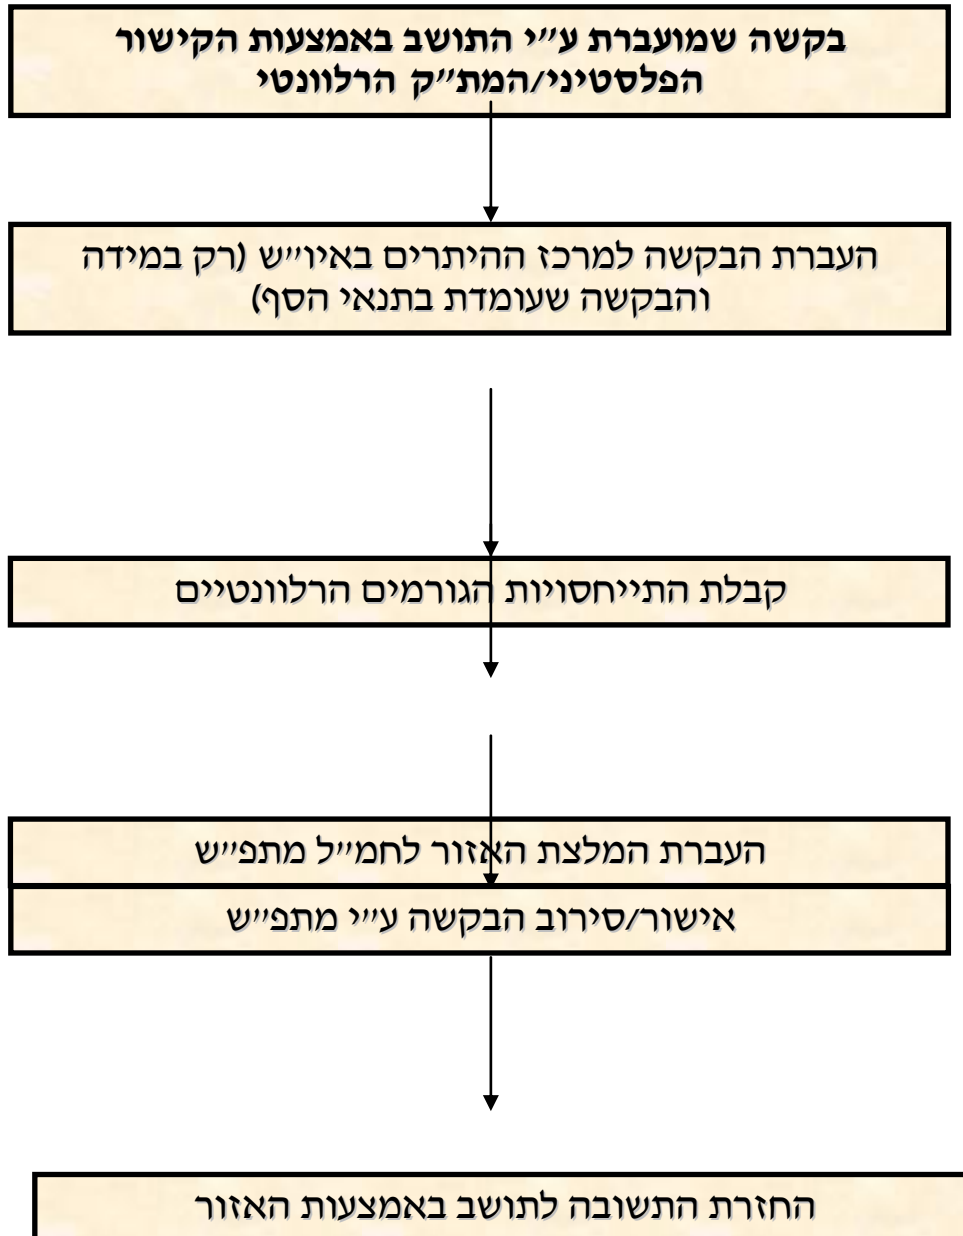 בקשה שמועברת ע״י התושב באמצעות הקישור
הפלסטיני/המת״ק הרלוונטי
העברת הבקשה למרכז ההיתרים באיו״ש (רק במידה
והבקשה שעומדת בתנאי הסף)
קבלת התייחסויות הגורמים הרלוונטיים
העברת המלצת האזור לחמ״ל מתפ״ש
אישור/סירוב הבקשה ע״י מתפ״ש
החזרת התשובה לתושב באמצעות האזור